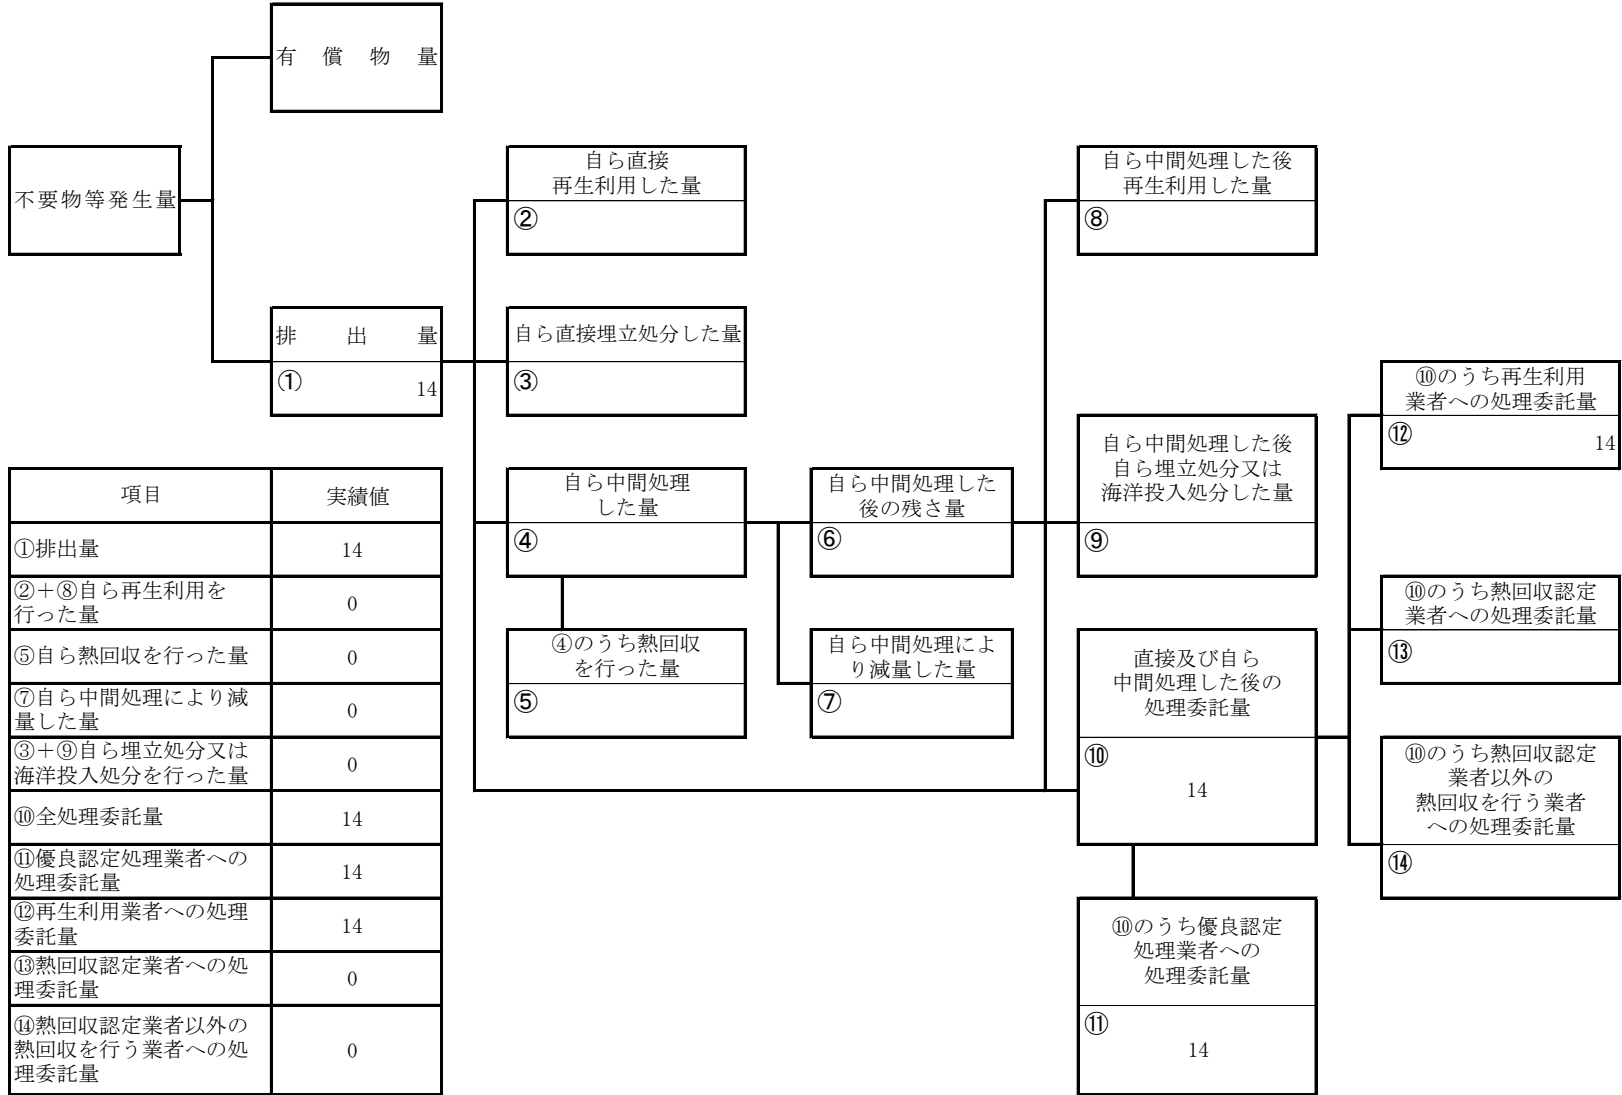 有償物量
不要物等発生量
排出量
①
14
自ら直接
再生利用した量
②
自ら直接埋立処分した量
③
自ら中間処理
した量
④
④のうち熱回収
を行った量
⑤
自ら中間処理した
後の残さ量
⑥
自ら中間処理によ
り減量した量
⑦
自ら中間処理した後
再生利用した量
⑧
自ら中間処理した後
自ら埋立処分又は
海洋投入処分した量
⑨
直接及び自ら
中間処理した後の
処理委託量
⑩
14
⑩のうち優良認定
処理業者への
処理委託量
⑪
14
⑩のうち再生利用
業者への処理委託量
⑫
14
⑩のうち熱回収認定
業者への処理委託量
⑬
⑩のうち熱回収認定
業者以外の
熱回収を行う業者
への処理委託量
⑭
項目 実績値
①排出量 14
②+⑧自ら再生利用を
行った量 0
⑤自ら熱回収を行った量 0
⑦自ら中間処理により減
量した量 0
③+⑨自ら埋立処分又は
海洋投入処分を行った量 0
⑩全処理委託量 14
⑪優良認定処理業者への
処理委託量 14
⑫再生利用業者への処理
委託量 14
⑬熱回収認定業者への処
理委託量 0
⑭熱回収認定業者以外の
熱回収を行う業者への処 0
理委託量